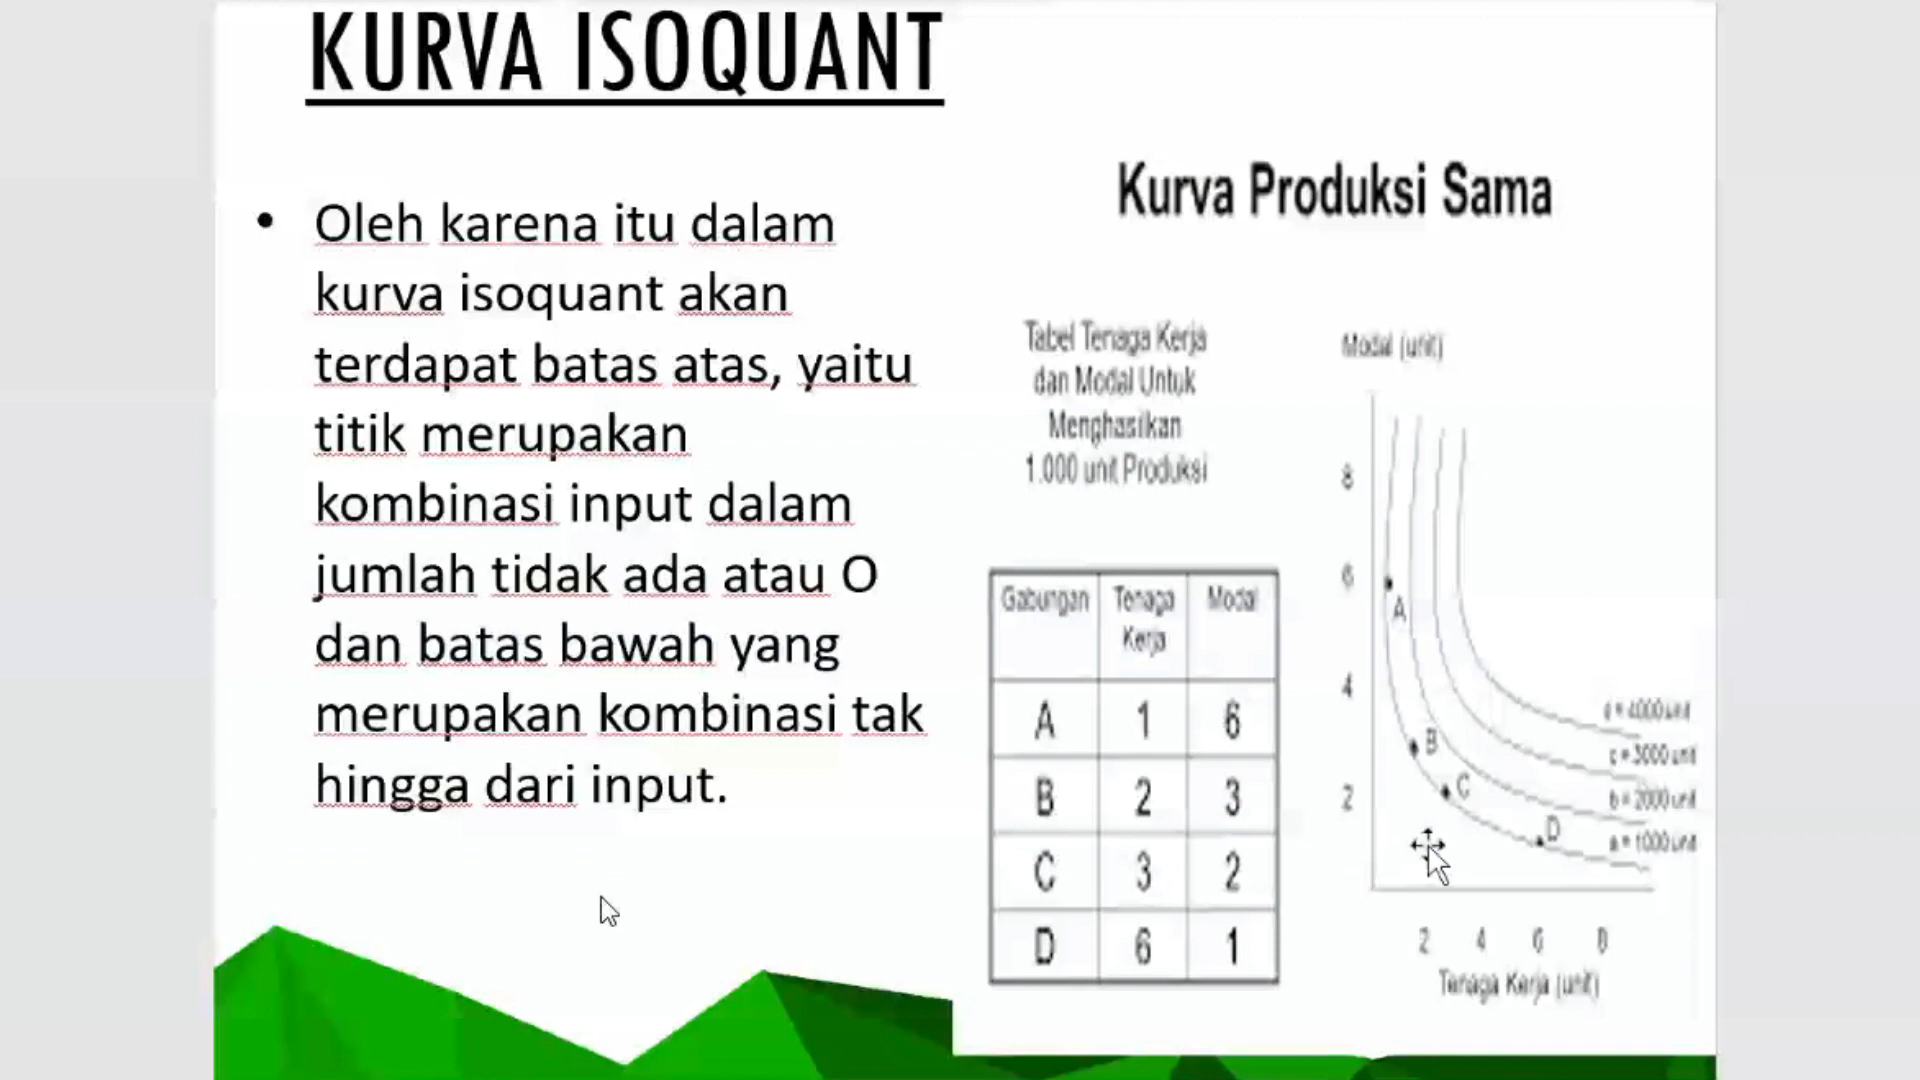 KURVA ISOQUANT
• Oleh karena itu dalam
kurva isoquant akan
terdapat batas atas, yaitu
titik merupakan
kombinasi input dalam
jumlah tidak ada atau O
dan batas bawah yang
merupakan kombinasi tak
hingga dari input.
Kurva Produksi Sama
Tabel Tenaga Kerja
dan Modal Untuk
Menghasilkan
1.000 unit Produksi
Gabungan Tenaga Modal
Kerja
A 1 6
B 2 3
C 3 2
D 6 1
Modal (unit)
8
6
A
4
B
C
2
D
= 4000 unit
c = 3000 unit
b = 2000 unit
a = 1000 unit
2 4 6 8
Tenaga Kerja (unit)